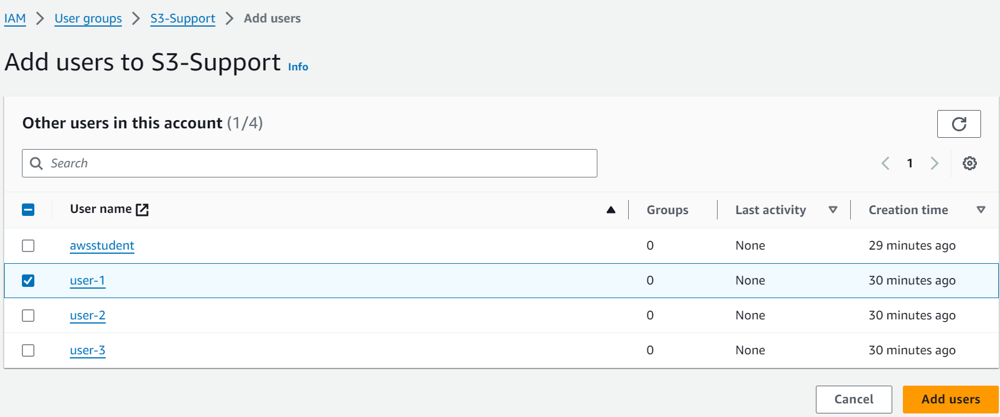 IAM User groups S3-Support Add users
Add users to S3-Support Info
Other users in this account (1/4)
Search
1
User name Groups Last activity Creation time
awsstudent 0 None 29 minutes ago
user-1 0 None 30 minutes ago
user-2 0 None 30 minutes ago
user-3 0 None 30 minutes ago
Cancel Add users